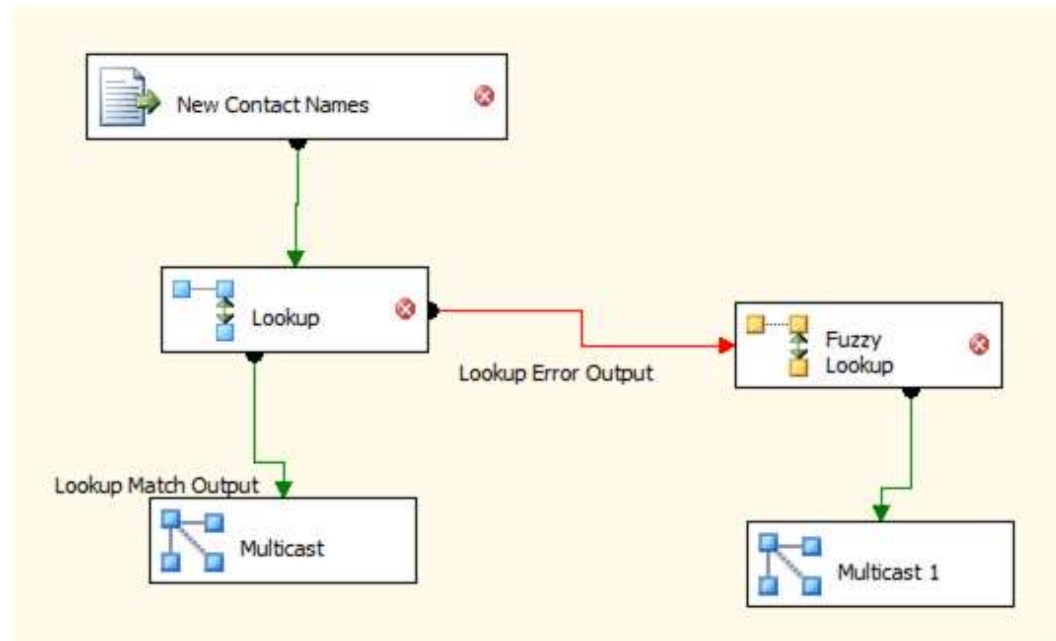 New Contact Names
Lookup
Lookup Error Output
Fuzzy
Lookup
Lookup Match Output
Multicast
Multicast 1